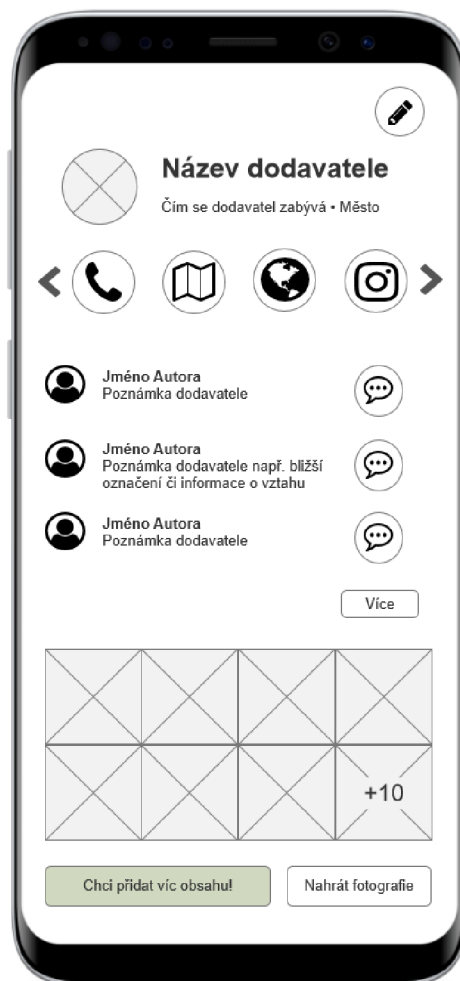 Název dodavatele
Čím se dodavatel zabývá • Město
Jméno Autora
Poznámka dodavatele
Jméno Autora
Poznámka dodavatele např. bližší
označení či informace o vztahu
Jméno Autora
Poznámka dodavatele
Více
+10
Chci přidat víc obsahu!
Nahrát fotografie